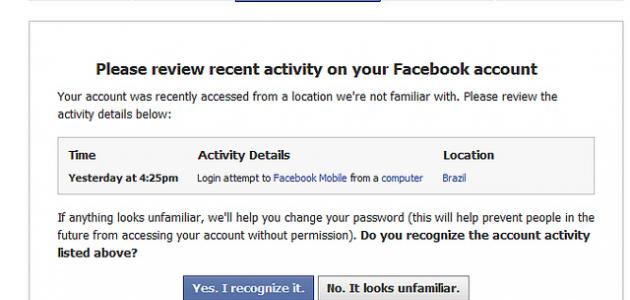 Please review recent activity on your Facebook account
Your account was recently accessed from a location we're not familiar with. Please review the
activity details below:
Time Activity Details Location
Yesterday at 4:25pm Login attempt to Facebook Mobile from a computer Brazil
If anything looks unfamiliar, we'll help you change your password (this will help prevent people in the
future from accessing your account without permission). Do you recognize the account activity
listed above?
Yes. I recognize it. No. It looks unfamiliar.